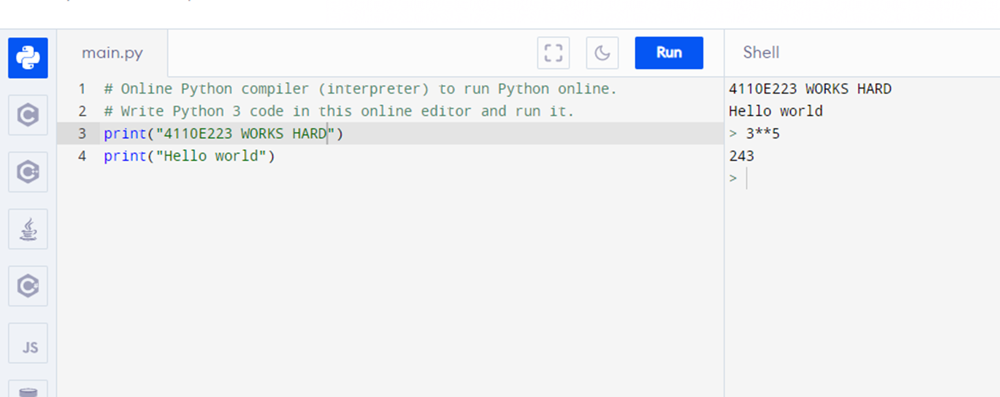 main.py
Run
Shell
1 # Online Python compiler (interpreter) to run Python online.
2 # Write Python 3 code in this online editor and run it.
3 print("4110E223 WORKS HARD")
4 print("Hello world")
4110E223 WORKS HARD
Hello world
> 3**5
243
>
JS